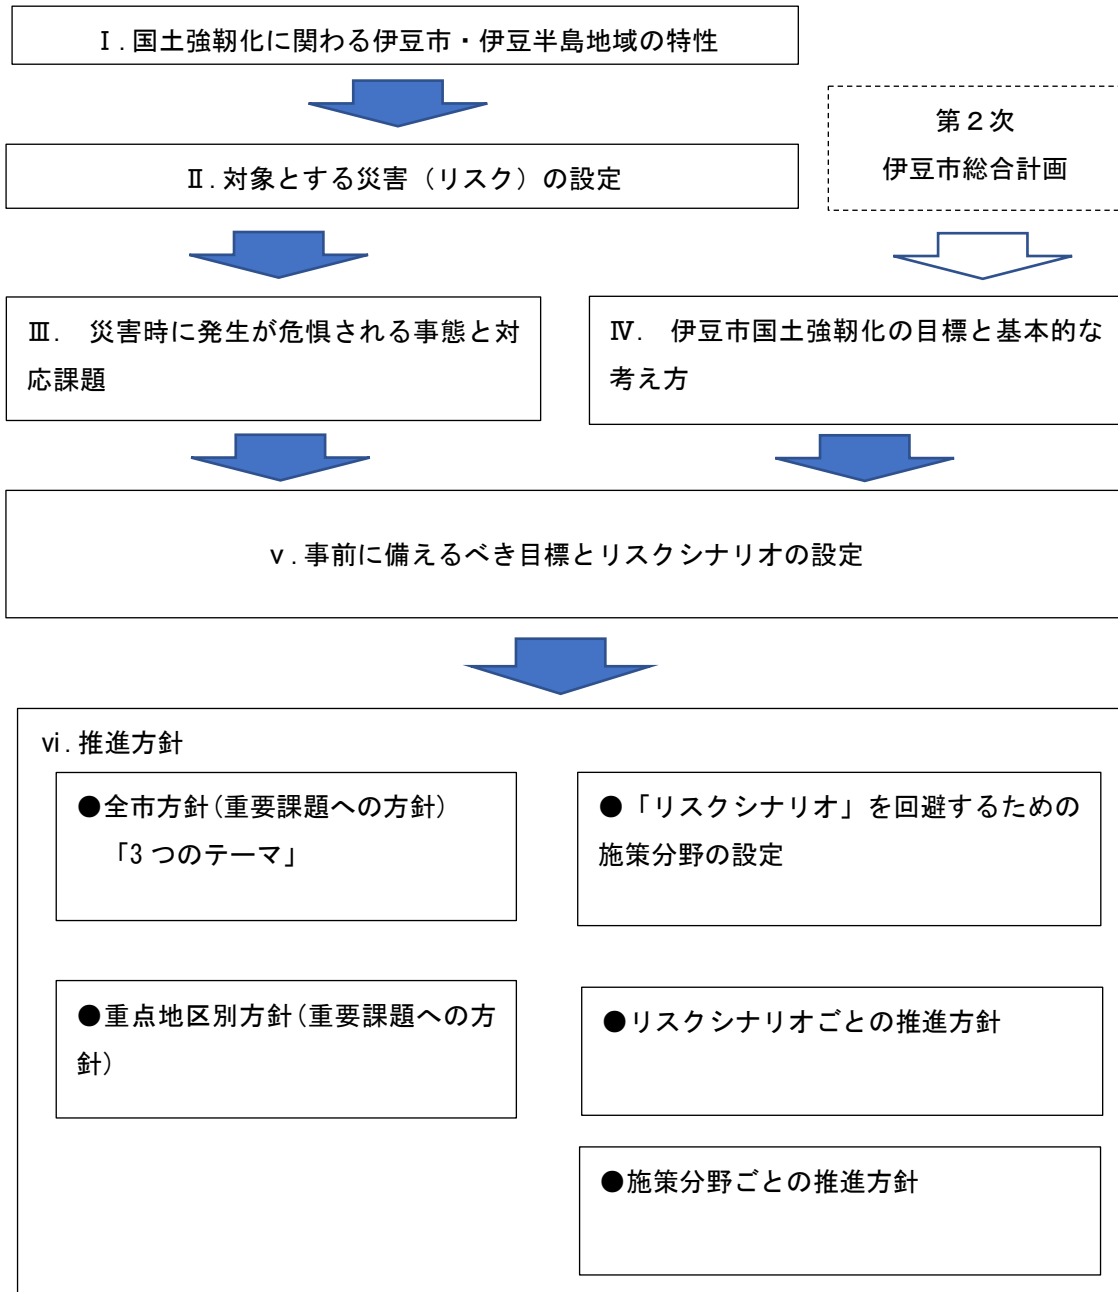 Ⅰ.国土強靭化に関わる伊豆市・伊豆半島地域の特性
第２次
伊豆市総合計画
Ⅱ.対象とする災害（リスク）の設定
Ⅲ.　災害時に発生が危惧される事態と対
応課題
Ⅳ.　伊豆市国土強靭化の目標と基本的な
考え方
ⅴ.事前に備えるべき目標とリスクシナリオの設定
ⅵ.推進方針
●全市方針(重要課題への方針)
「3 つのテーマ」
●「リスクシナリオ」を回避するための
施策分野の設定
●重点地区別方針(重要課題への方
針)
●リスクシナリオごとの推進方針
●施策分野ごとの推進方針